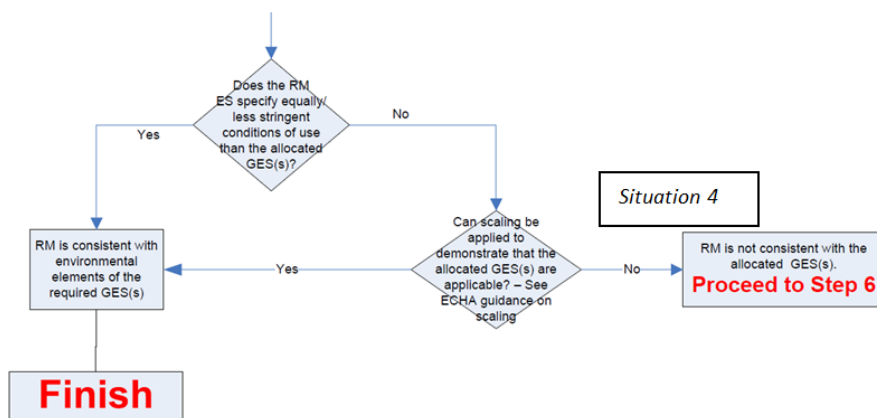 Does the RM
ES specify equally/
less stringent
conditions of use
than the allocated
GES(s)?
Yes
No
Situation 4
RM is consistent with
environmental
elements of the
required GES(s)
Can scaling be
applied to
demonstrate that the
allocated GES(s) are
applicable? – See
ECHA guidance on
scaling
Yes
No
RM is not consistent with the
allocated GES(s).
Proceed to Step 6
Finish